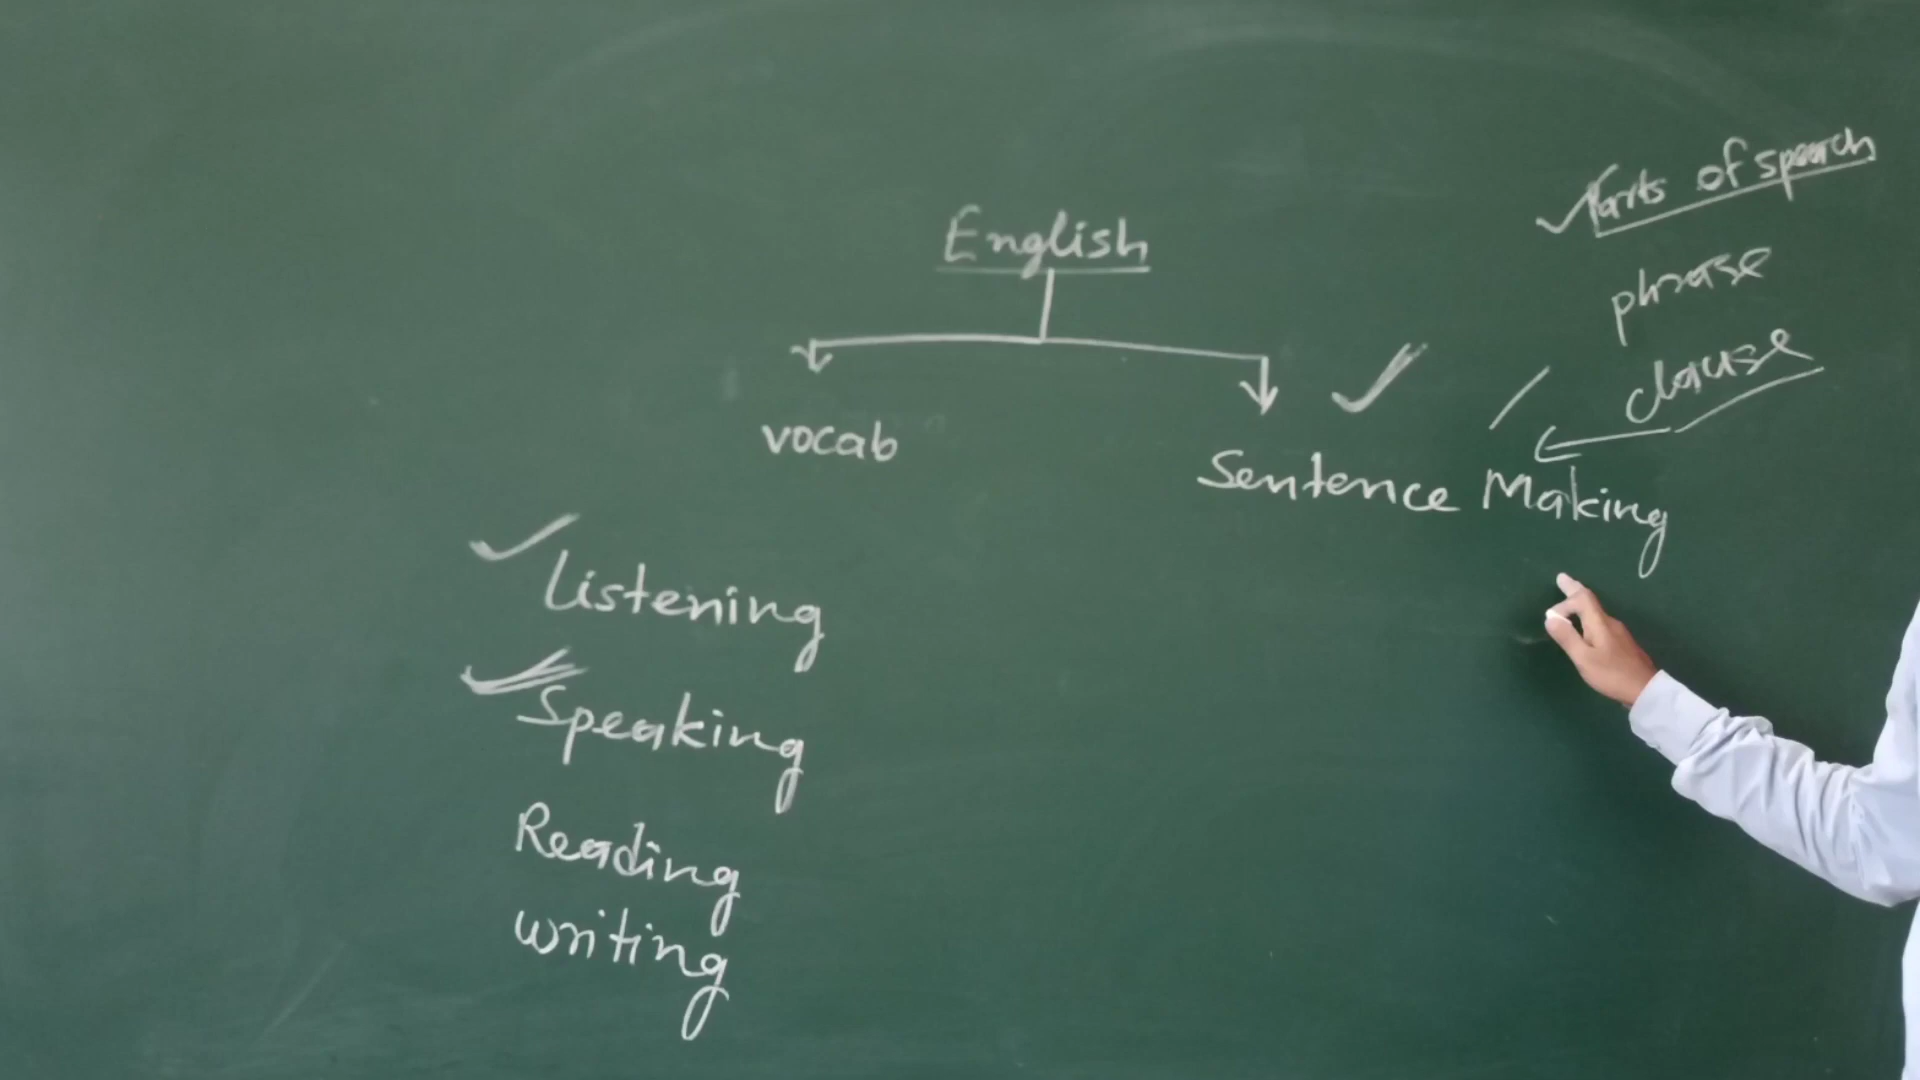 English
vocab
Sentence Making
Parts of speech
phrase
clause
Listening
Speaking
Reading
writing